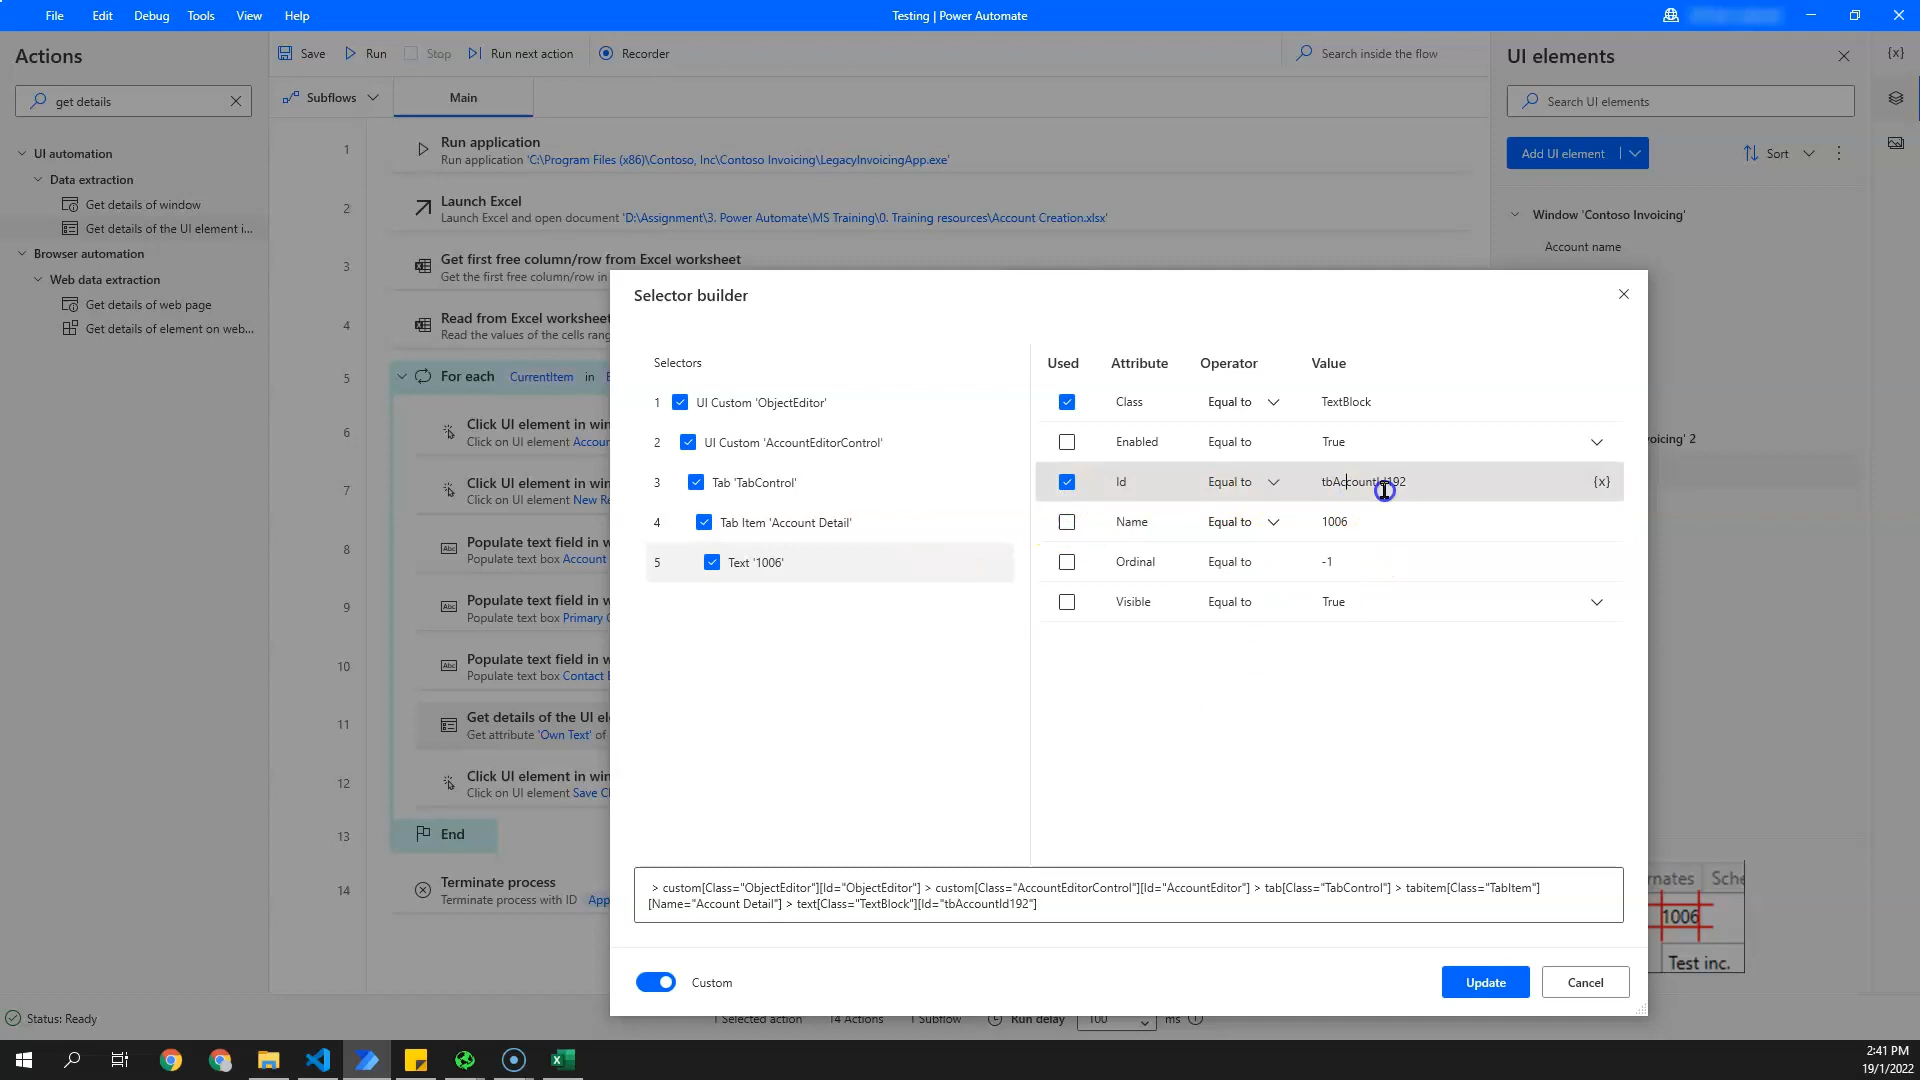 File Edit Debug Tools View Help
Testing | Power Automate
Actions
get details
UI automation
Data extraction
Get details of window
Get details of the UI element i...
Browser automation
Web data extraction
Get details of web page
Get details of element on web...
Save Run Stop Run next action Recorder
Search inside the flow
Subflows Main
1 Run application
Run application 'C:\Program Files (x86)\Contoso, Inc\Contoso Invoicing\LegacyInvoicingApp.exe'
2 Launch Excel
Launch Excel and open document 'D:\Assignment\3. Power Automate\MS Training\0. Training resources\Account Creation.xlsx'
3 Get first free column/row from Excel worksheet
Get the first free column/row in
4 Read from Excel worksheet
Read the values of the cells rang
5 For each CurrentItem in
6 Click UI element in win
Click on UI element Accou
7 Click UI element in win
Click on UI element New Re
8 Populate text field in w
Populate text box Account
9 Populate text field in w
Populate text box Primary
10 Populate text field in w
Populate text box Contact
11 Get details of the UI el
Get attribute 'Own Text' of
12 Click UI element in win
Click on UI element Save
13 End
14 Terminate process
Terminate process with ID App
UI elements
Search UI elements
Add UI element
Sort
Window 'Contoso Invoicing'
Account name
oicing' 2
{x}
Selector builder
Selectors
1 UI Custom 'ObjectEditor'
2 UI Custom 'AccountEditorControl'
3 Tab 'TabControl'
4 Tab Item 'Account Detail'
5 Text '1006'
Used Attribute Operator Value
Class Equal to TextBlock
Enabled Equal to True
Id Equal to tbAccountId192 {x}
Name Equal to 1006
Ordinal Equal to -1
Visible Equal to True
> custom[Class="ObjectEditor"][Id="ObjectEditor"] > custom[Class="AccountEditorControl"][Id="AccountEditor"] > tab[Class="TabControl"] > tabitem[Class="TabItem"]
[Name="Account Detail"] > text[Class="TextBlock"][Id="tbAccountId192"]
Custom
Update Cancel
nates Sche
1006
Test inc.
Status: Ready
1 Selected action 14 Actions 1 Subflow Run delay 100 ms
2:41 PM
19/1/2022